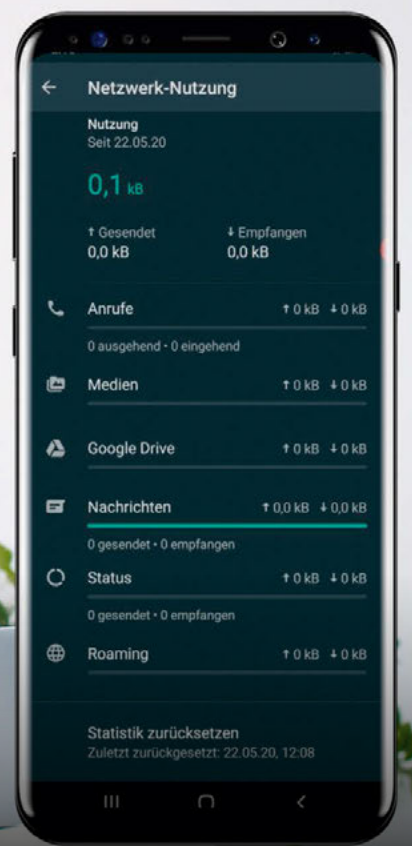 Netzwerk-Nutzung
Nutzung
Seit 22.05.20
0,1 kB
↑ Gesendet ↓ Empfangen
0,0 kB 0,0 kB
Anrufe ↑ 0 kB ↓ 0 kB
0 ausgehend • 0 eingehend
Medien ↑ 0 kB ↓ 0 kB
Google Drive ↑ 0 kB ↓ 0 kB
Nachrichten ↑ 0,0 kB ↓ 0,0 kB
0 gesendet • 0 empfangen
Status ↑ 0 kB ↓ 0 kB
0 gesendet • 0 empfangen
Roaming ↑ 0 kB ↓ 0 kB
Statistik zurücksetzen
Zuletzt zurückgesetzt: 22.05.20, 12:08